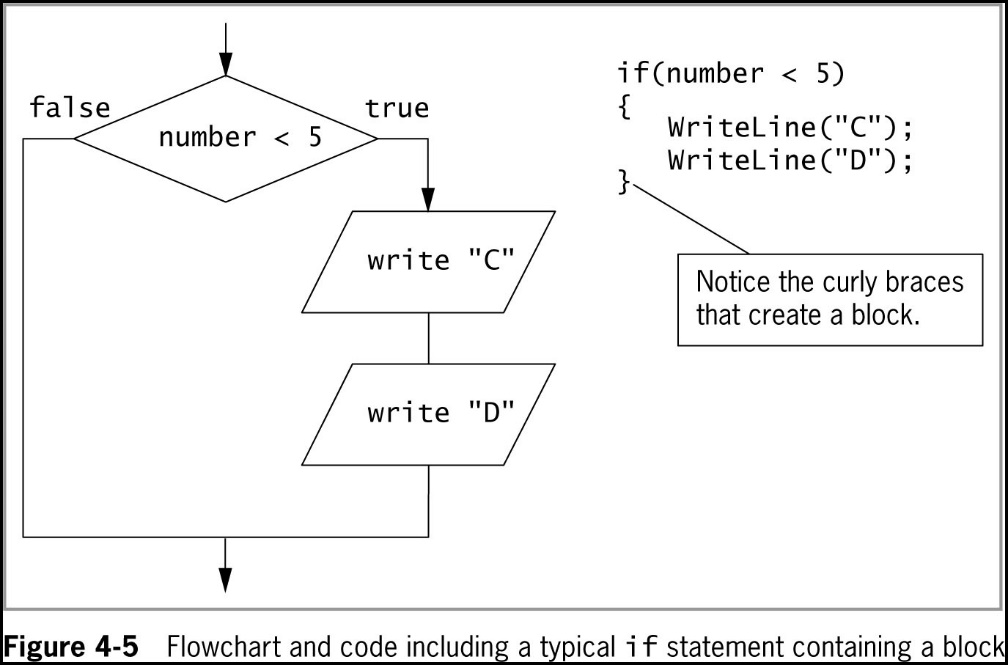 false
true
number < 5
write "C"
write "D"
if(number < 5)
{
WriteLine("C");
WriteLine("D");
}
Notice the curly braces
that create a block.
Figure 4-5 Flowchart and code including a typical if statement containing a block